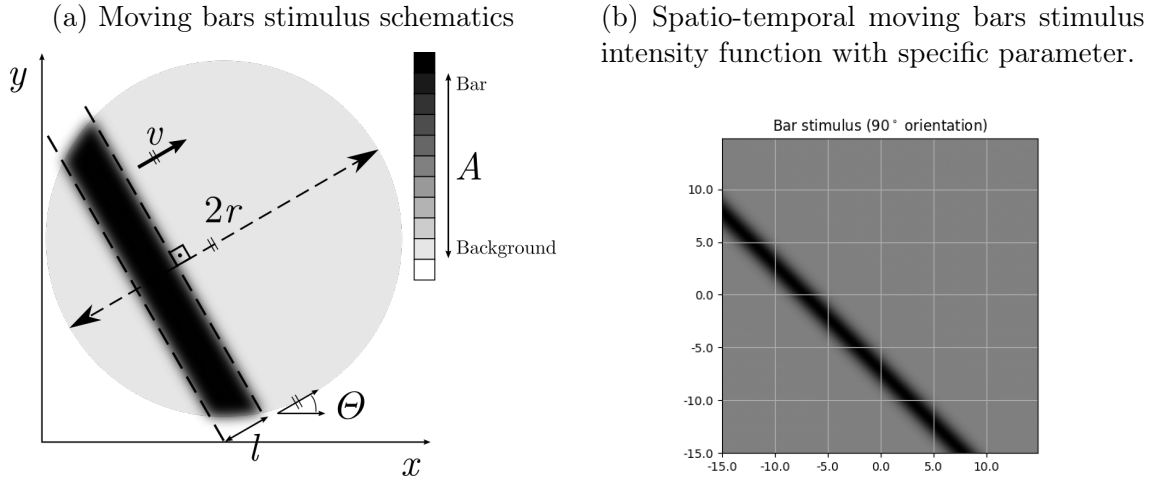 (a) Moving bars stimulus schematics
y
v
2r
Bar
A
Background
Θ
l
x
(b) Spatio-temporal moving bars stimulus
intensity function with specific parameter.
Bar stimulus (90° orientation)
10.0
5.0
0.0
-5.0
-10.0
-15.0
-15.0 -10.0 -5.0 0.0 5.0 10.0